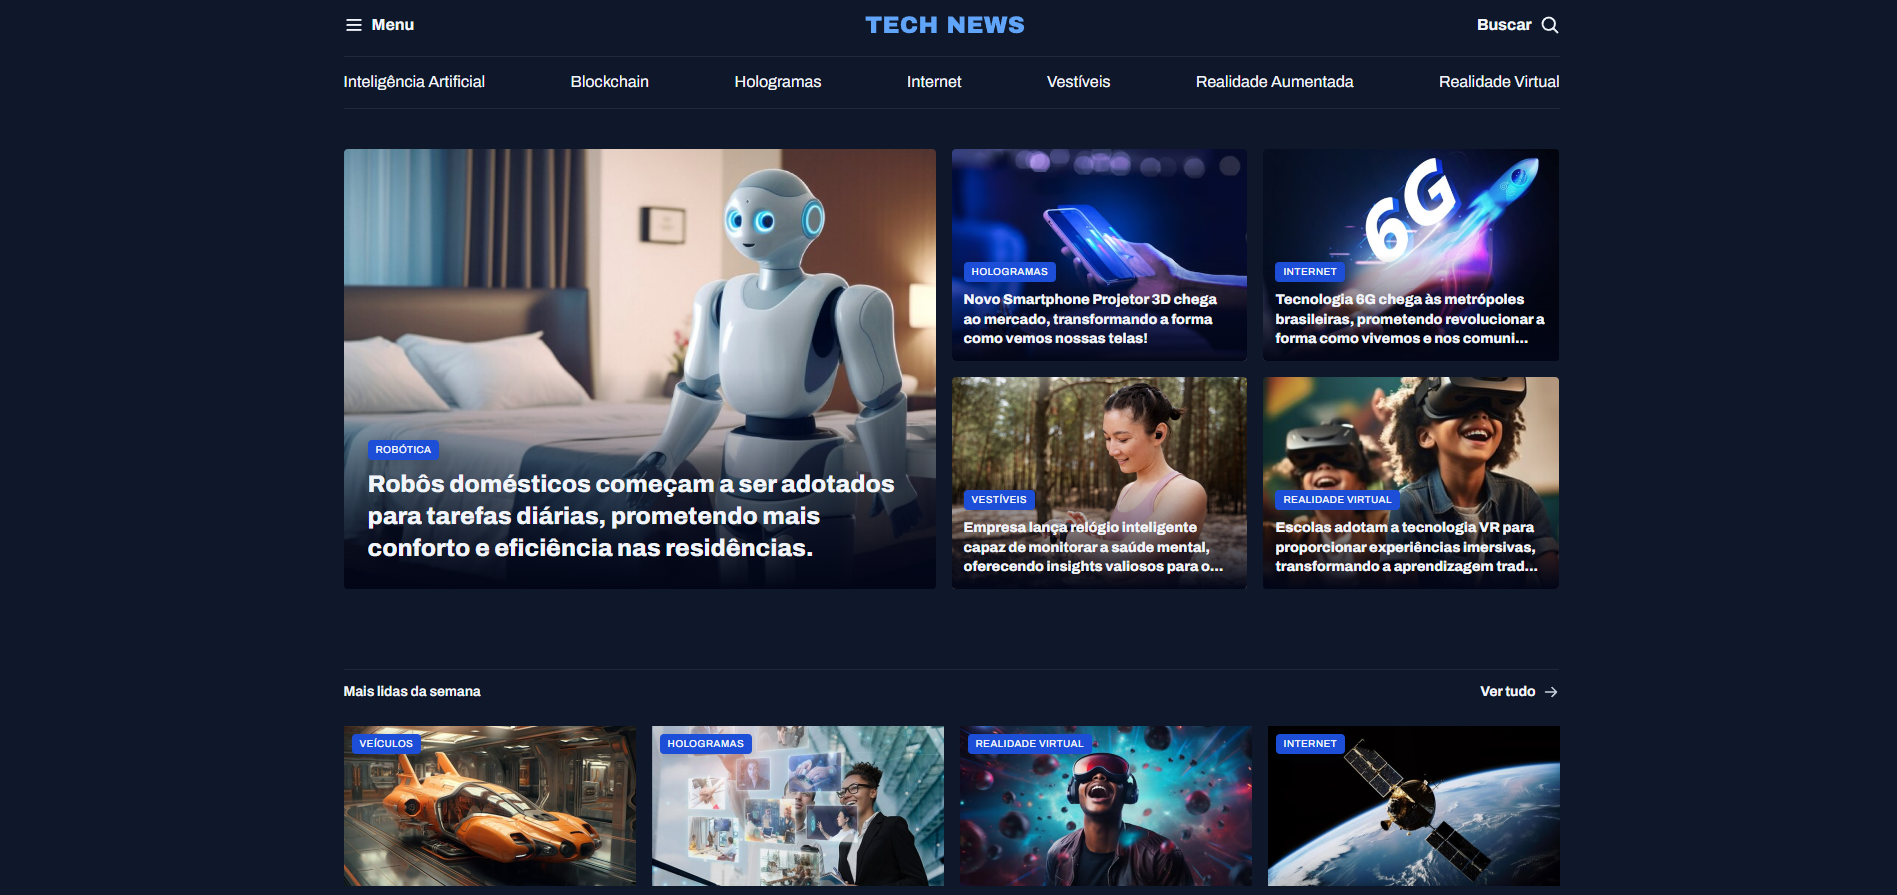 Menu
TECH NEWS
Buscar
Inteligência Artificial
Blockchain
Hologramas
Internet
Vestíveis
Realidade Aumentada
Realidade Virtual
ROBÓTICA
Robôs domésticos começam a ser adotados
para tarefas diárias, prometendo mais
conforto e eficiência nas residências.
HOLOGRAMAS
Novo Smartphone Projetor 3D chega
ao mercado, transformando a forma
como vemos nossas telas!
6G
INTERNET
Tecnologia 6G chega às metrópoles
brasileiras, prometendo revolucionar a
forma como vivemos e nos comuni...
VESTÍVEIS
Empresa lança relógio inteligente
capaz de monitorar a saúde mental,
oferecendo insights valiosos para o...
REALIDADE VIRTUAL
Escolas adotam a tecnologia VR para
proporcionar experiências imersivas,
transformando a aprendizagem trad...
Mais lidas da semana
Ver tudo
VEÍCULOS
HOLOGRAMAS
REALIDADE VIRTUAL
INTERNET